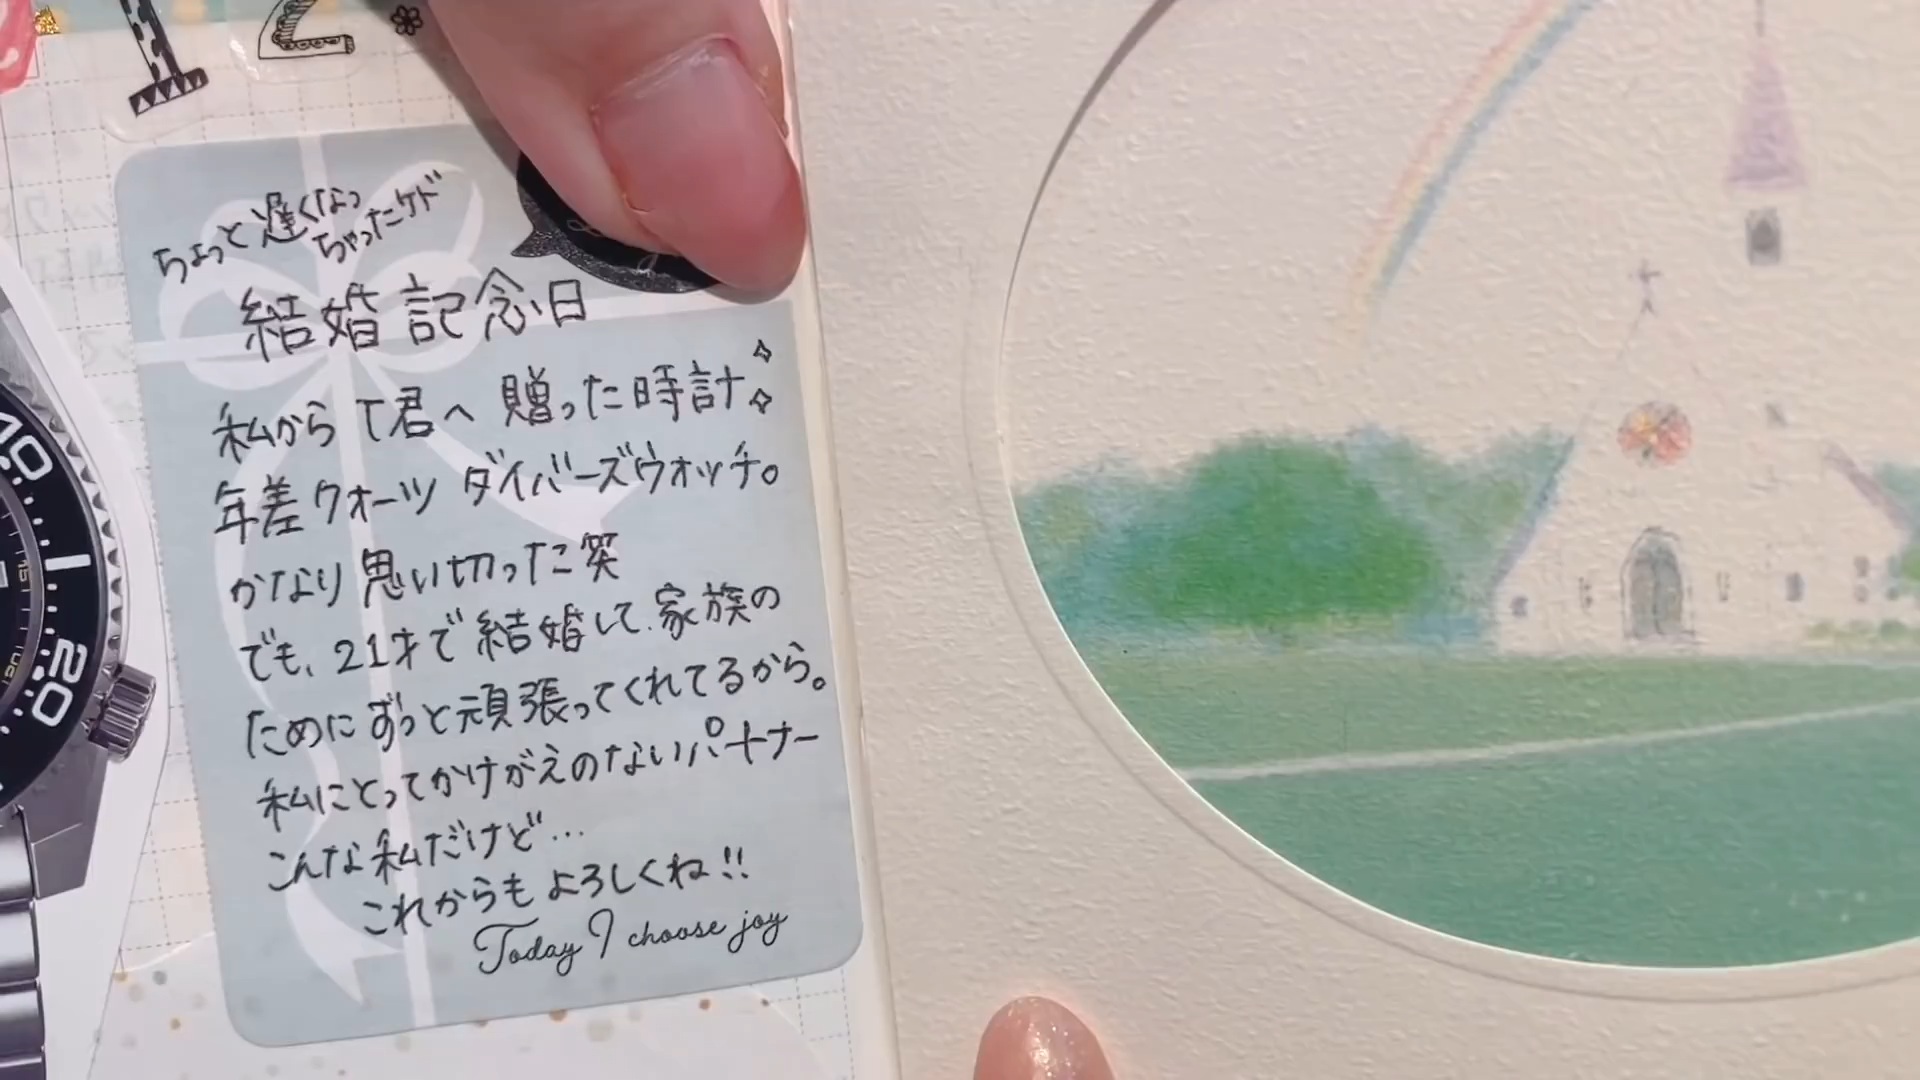 12
ちょっと遅くなっ
ちゃったケド
結婚記念日
私からT君へ贈った時計
年差クォーツ ダイバーズウォッチ。
かなり思い切った笑
でも、21才で結婚して、家族の
ためにずっと頑張ってくれてるから。
私にとってかけがえのないパートナー
こんな私だけど…
これからもよろしくね!!
Today I choose joy
40
20